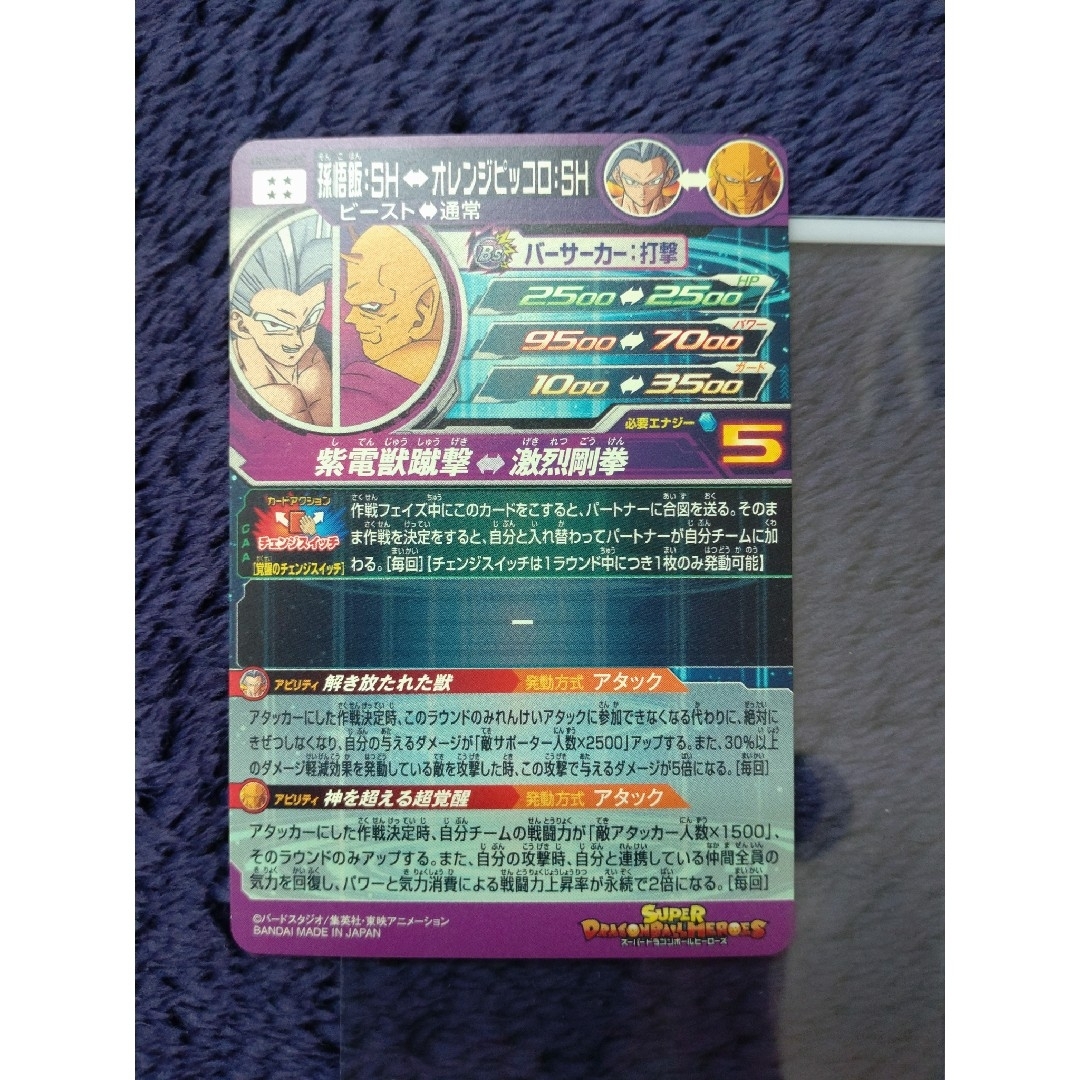 孫悟飯:SH⇔オレンジピッコロ:SH
ビースト⇔通常
BS バーサーカー:打撃
HP
2500⇔2500
パワー
9500⇔7000
ガード
1000⇔3500
必要エナジー 5
紫電獣蹴撃⇔激烈剛拳
カードアクション
チェンジスイッチ
[覚醒のチェンジスイッチ]
CAA
作戦フェイズ中にこのカードをこすると、パートナーに合図を送る。そのま
ま作戦を決定をすると、自分と入れ替わってパートナーが自分チームに加
わる。[毎回]【チェンジスイッチは1ラウンド中につき1枚のみ発動可能】
ー
アビリティ 解き放たれた獣 発動方式 アタック
アタッカーにした作戦決定時、このラウンドのみれんけいアタックに参加できなくなる代わりに、絶対に
きぜつしなくなり、自分の与えるダメージが「敵サポーター人数×2500」アップする。また、30%以上
のダメージ軽減効果を発動している敵を攻撃した時、この攻撃で与えるダメージが5倍になる。[毎回]
アビリティ 神を超える超覚醒 発動方式 アタック
アタッカーにした作戦決定時、自分チームの戦闘力が「敵アタッカー人数×1500」、
そのラウンドのみアップする。また、自分の攻撃時、自分と連携している仲間全員の
気力を回復し、パワーと気力消費による戦闘力上昇率が永続で2倍になる。[毎回]
©バードスタジオ/集英社・東映アニメーション
BANDAI MADE IN JAPAN
SUPER
DRAGONBALL HEROES
スーパードラゴンボールヒーローズ